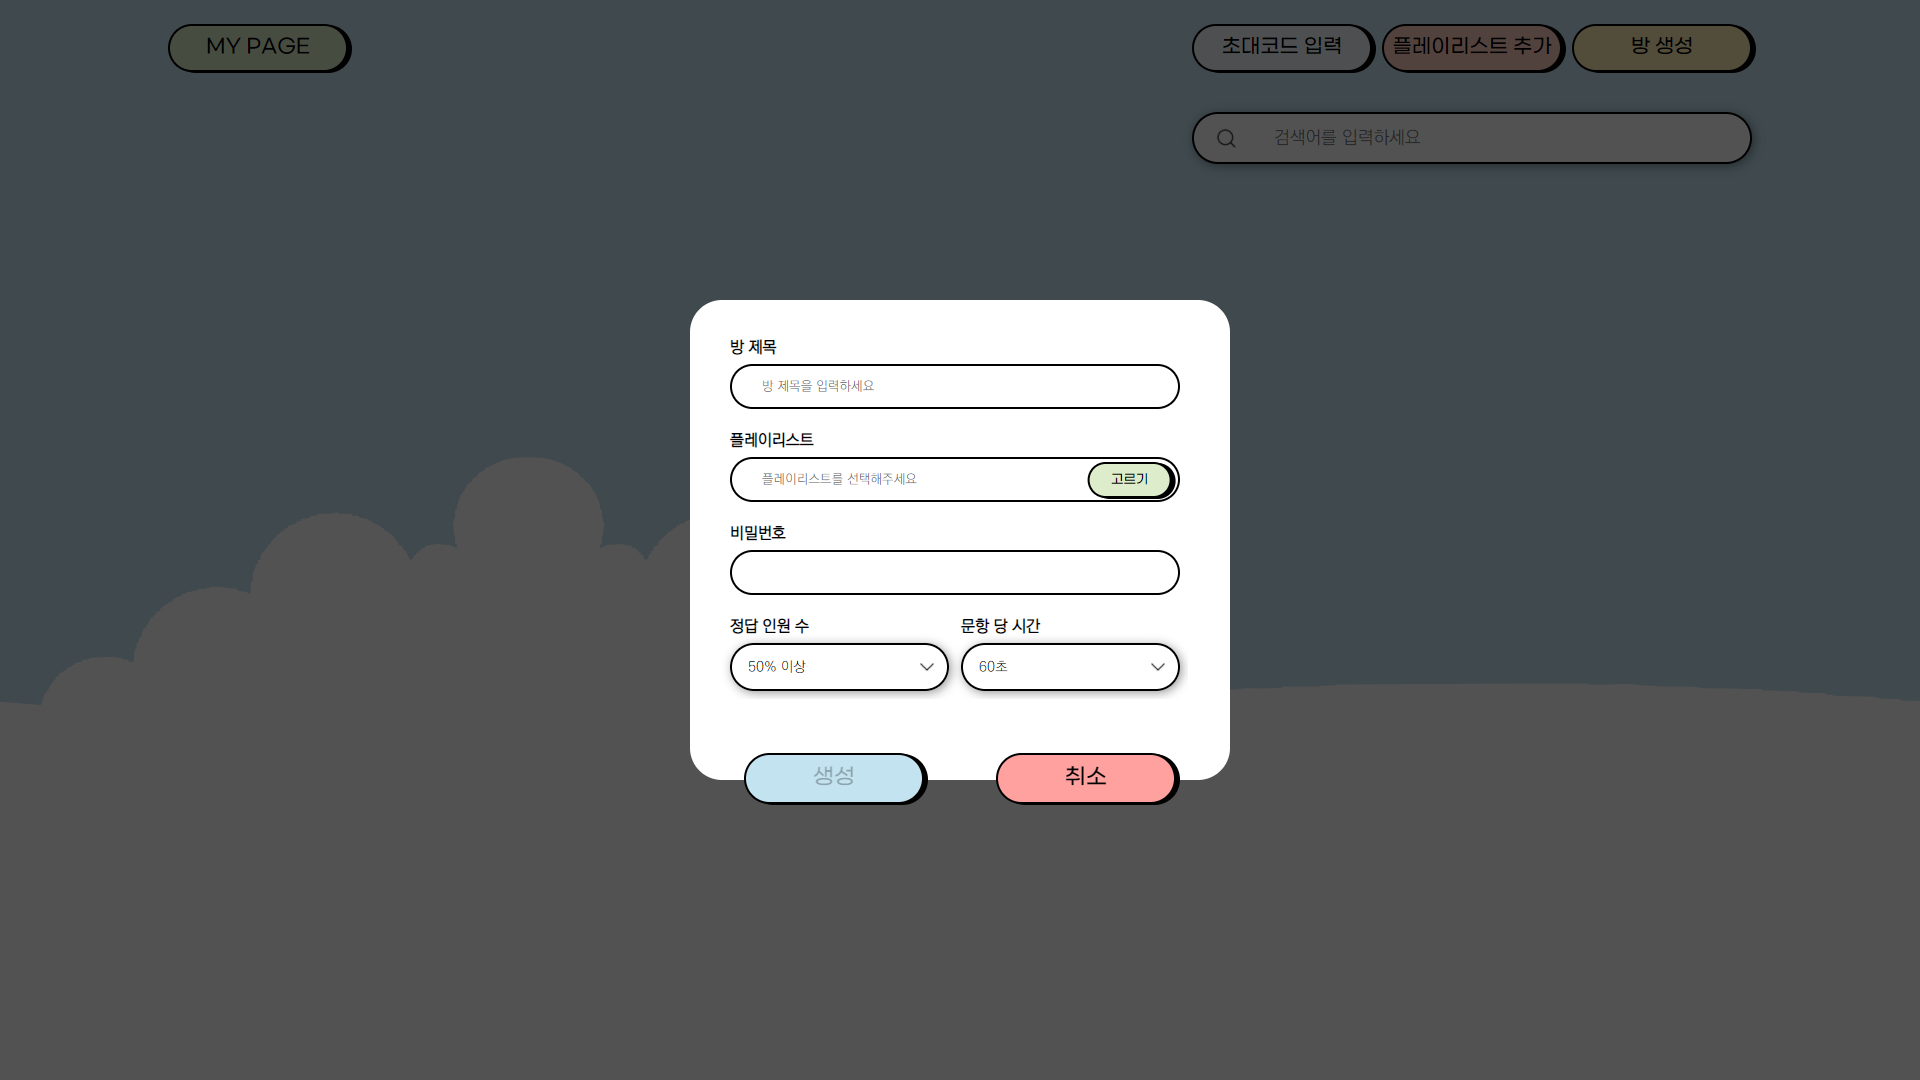 MY PAGE
초대코드 입력
플레이리스트 추가
방 생성
검색어를 입력하세요
방 제목
방 제목을 입력하세요
플레이리스트
플레이리스트를 선택해주세요
고르기
비밀번호
정답 인원 수
문항 당 시간
50% 이상
60초
생성
취소